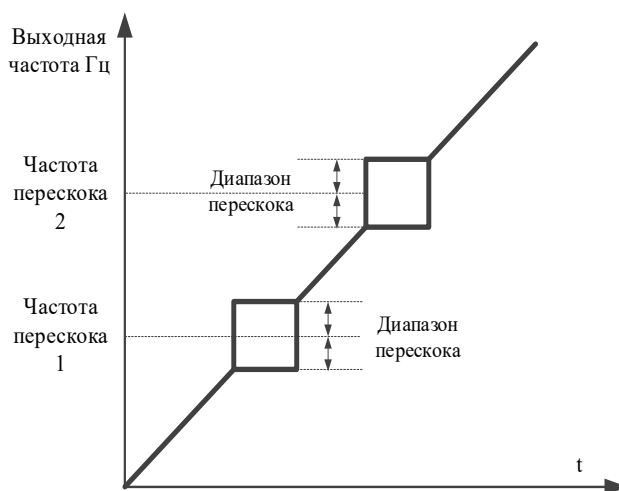 Выходная
частота Гц
Частота
перескока
2
Диапазон
перескока
Частота
перескока
1
Диапазон
перескока
t